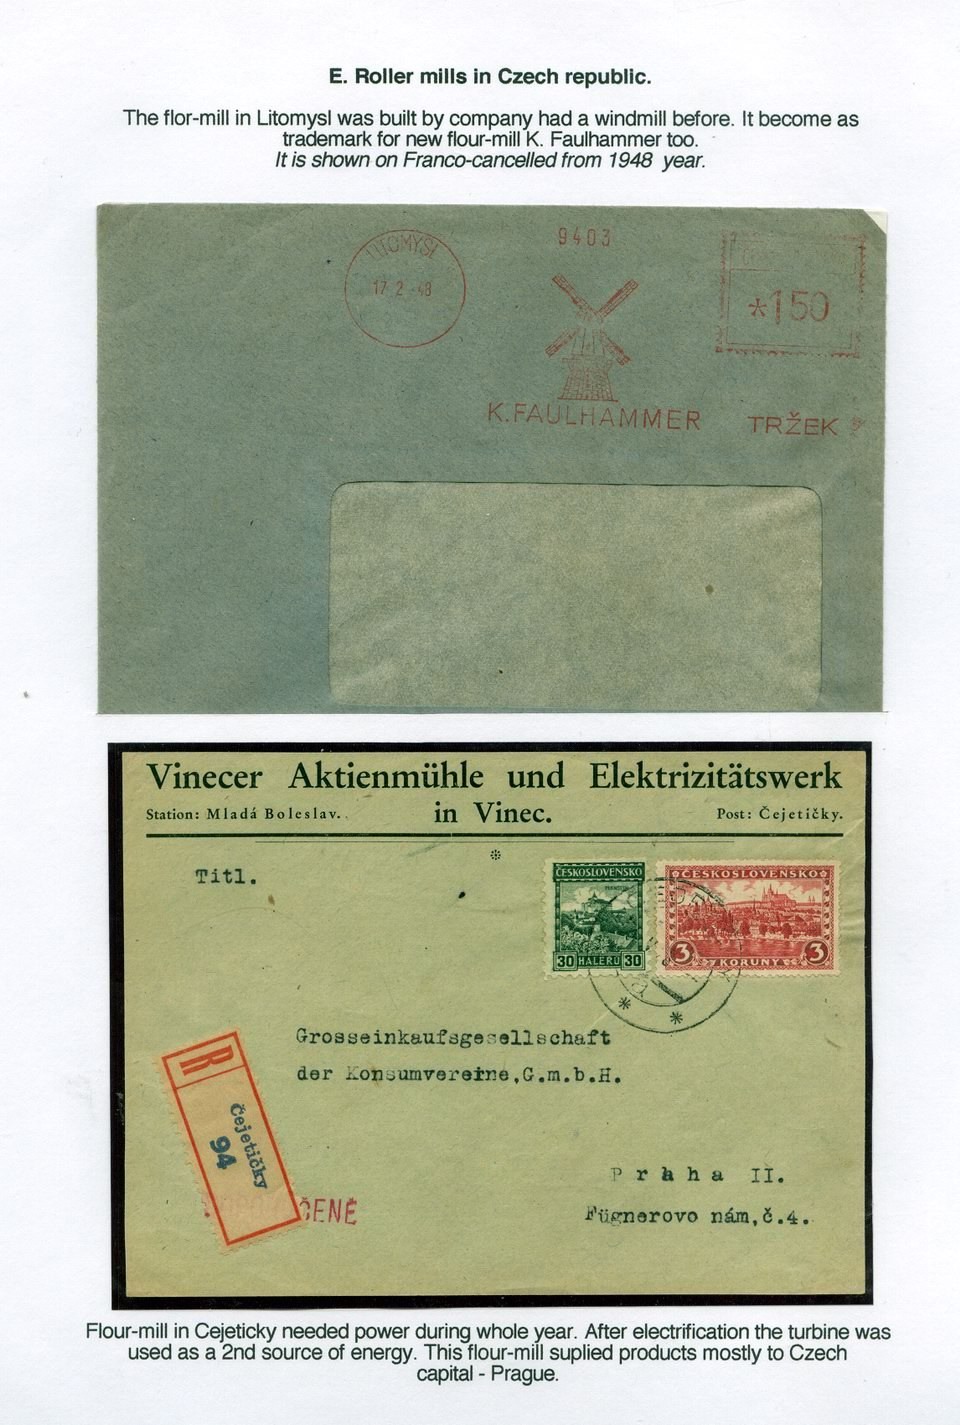 E. Roller mills in Czech republic.
The flor-mill in Litomysl was built by company had a windmill before. It become as
trademark for new flour-mill K. Faulhammer too.
It is shown on Franco-cancelled from 1948 year.
LITOMYŠL
17 2 -48
9403
*150
K.FAULHAMMER
TRŽEK
Vinecer Aktienmühle und Elektrizitätswerk
Station: Mladá Boleslav.
in Vinec.
Post: Čejetičky.
Titl.
ČESKOSLOVENSKO
30 HALÉŘŮ 30
ČESKOSLOVENSKO
3 KORUNY 3
Grosseinkaufsgesellschaft
der Konsumvereine,G.m.b.H.
R
Čejetičky
94
ČENĚ
Praha II.
Fügnerovo nám,č.4.
Flour-mill in Cejeticky needed power during whole year. After electrification the turbine was
used as a 2nd source of energy. This flour-mill suplied products mostly to Czech
capital - Prague.